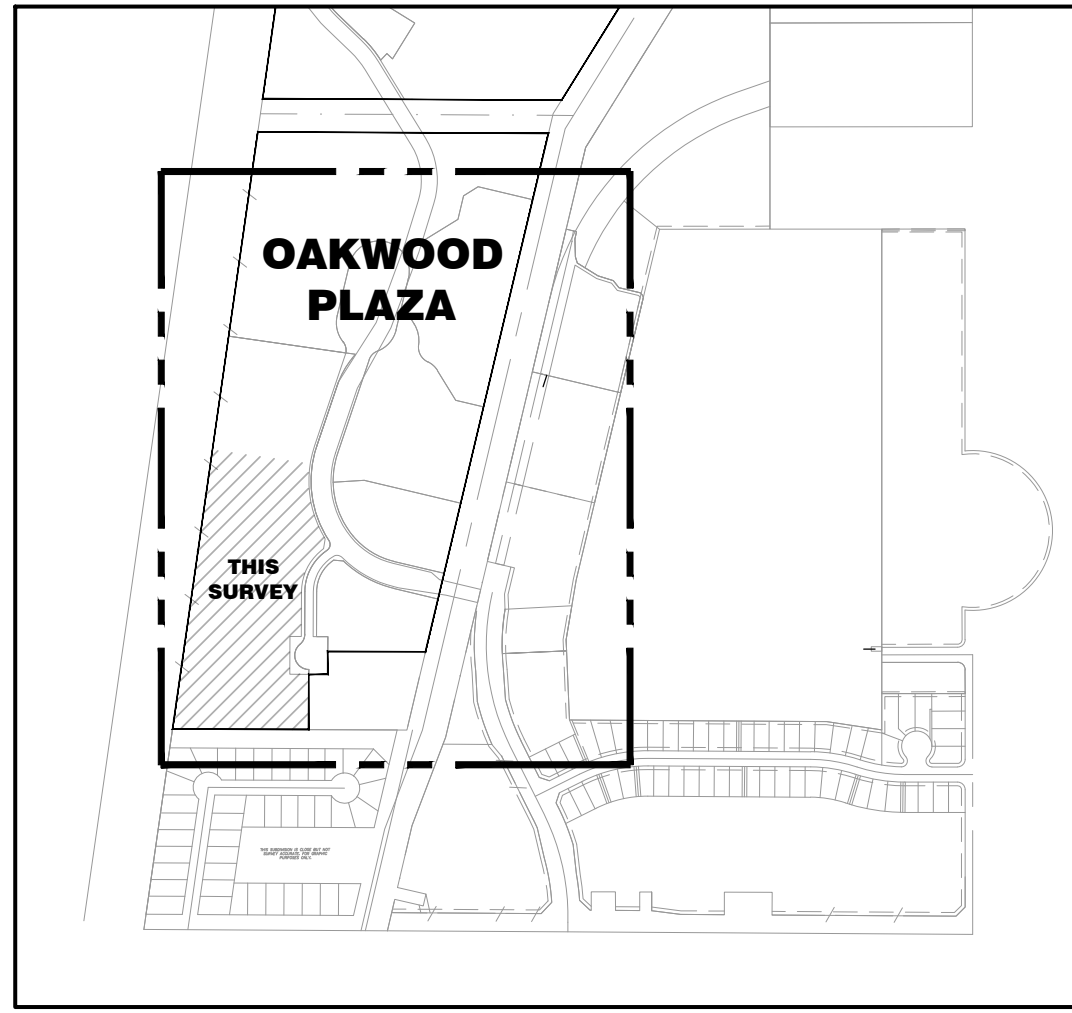 OAKWOOD
PLAZA
THIS
SURVEY
THIS SUBDIVISION IS CLOSE BUT NOT
SURVEY ACCURATE. FOR GRAPHIC
PURPOSES ONLY.